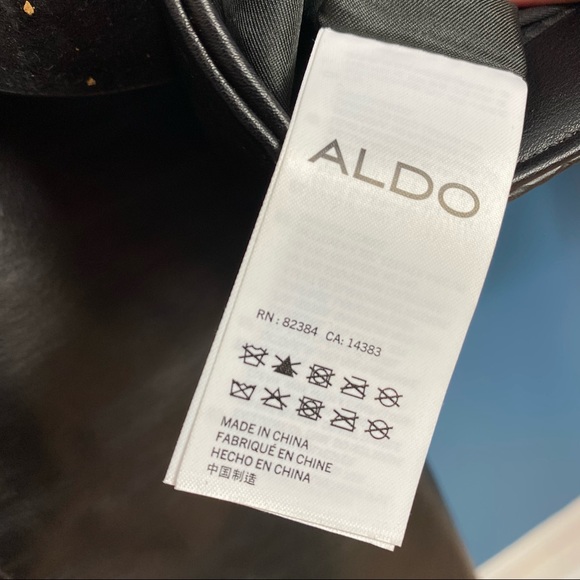 ALDO
RN : 82384 CA: 14383
MADE IN CHINA
FABRIQUÉ EN CHINE
HECHO EN CHINA
中国制造